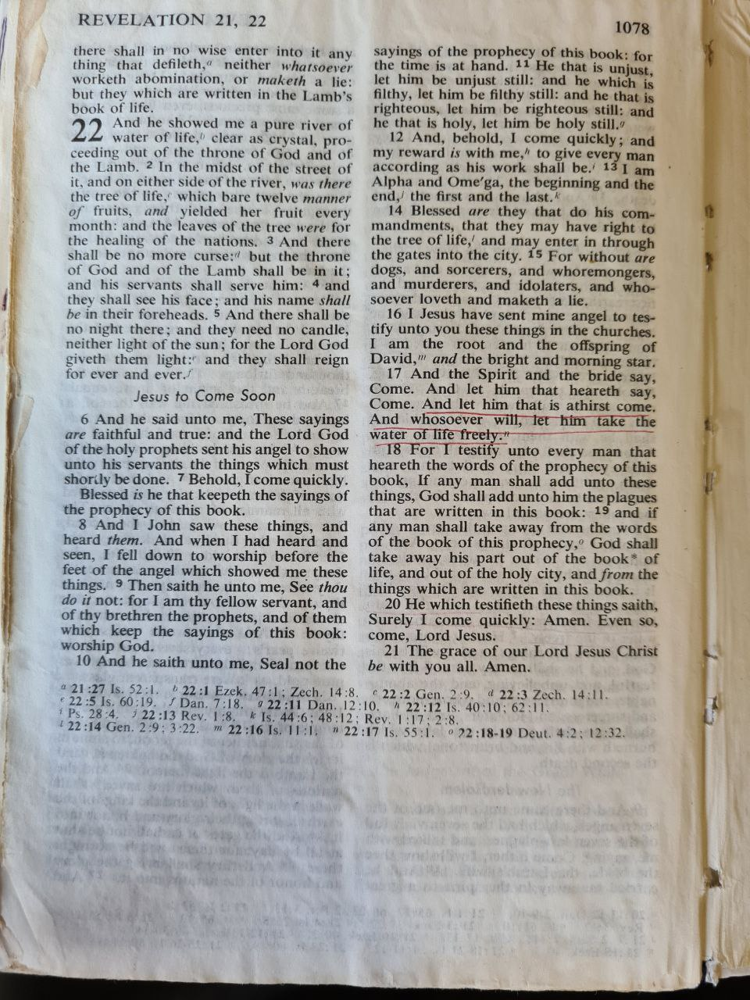 REVELATION 21, 22
1078
there shall in no wise enter into it any
thing that defileth,a neither whatsoever
worketh abomination, or maketh a lie:
but they which are written in the Lamb's
book of life.
22 And he showed me a pure river of
water of life,b clear as crystal, pro-
ceeding out of the throne of God and of
the Lamb. 2 In the midst of the street of
it, and on either side of the river, was there
the tree of life,c which bare twelve manner
of fruits, and yielded her fruit every
month: and the leaves of the tree were for
the healing of the nations. 3 And there
shall be no more curse:d but the throne
of God and of the Lamb shall be in it;
and his servants shall serve him: 4 and
they shall see his face; and his name shall
be in their foreheads. 5 And there shall be
no night there; and they need no candle,
neither light of the sun; for the Lord God
giveth them light:e and they shall reign
for ever and ever.f
Jesus to Come Soon
6 And he said unto me, These sayings
are faithful and true: and the Lord God
of the holy prophets sent his angel to show
unto his servants the things which must
shortly be done. 7 Behold, I come quickly.
Blessed is he that keepeth the sayings of
the prophecy of this book.
8 And I John saw these things, and
heard them. And when I had heard and
seen, I fell down to worship before the
feet of the angel which showed me these
things. 9 Then saith he unto me, See thou
do it not: for I am thy fellow servant, and
of thy brethren the prophets, and of them
which keep the sayings of this book:
worship God.
10 And he saith unto me, Seal not the
sayings of the prophecy of this book: for
the time is at hand. 11 He that is unjust,
let him be unjust still: and he which is
filthy, let him be filthy still: and he that is
righteous, let him be righteous still: and
he that is holy, let him be holy still.g
12 And, behold, I come quickly; and
my reward is with me,h to give every man
according as his work shall be.i 13 I am
Alpha and Ome'ga, the beginning and the
end,j the first and the last.k
14 Blessed are they that do his com-
mandments, that they may have right to
the tree of life,l and may enter in through
the gates into the city. 15 For without are
dogs, and sorcerers, and whoremongers,
and murderers, and idolaters, and who-
soever loveth and maketh a lie.
16 I Jesus have sent mine angel to tes-
tify unto you these things in the churches.
I am the root and the offspring of
David,m and the bright and morning star.
17 And the Spirit and the bride say,
Come. And let him that heareth say,
Come. And let him that is athirst come.
And whosoever will, let him take the
water of life freely.n
18 For I testify unto every man that
heareth the words of the prophecy of this
book, If any man shall add unto these
things, God shall add unto him the plagues
that are written in this book: 19 and if
any man shall take away from the words
of the book of this prophecy,o God shall
take away his part out of the book* of
life, and out of the holy city, and from the
things which are written in this book.
20 He which testifieth these things saith,
Surely I come quickly: Amen. Even so,
come, Lord Jesus.
21 The grace of our Lord Jesus Christ
be with you all. Amen.
a 21:27 Is. 52:1. b 22:1 Ezek. 47:1; Zech. 14:8. c 22:2 Gen. 2:9. d 22:3 Zech. 14:11.
e 22:5 Is. 60:19. f Dan. 7:18. g 22:11 Dan. 12:10. h 22:12 Is. 40:10; 62:11.
i Ps. 28:4. j 22:13 Rev. 1:8. k Is. 44:6; 48:12; Rev. 1:17; 2:8.
l 22:14 Gen. 2:9; 3:22. m 22:16 Is. 11:1. n 22:17 Is. 55:1. o 22:18-19 Deut. 4:2; 12:32.